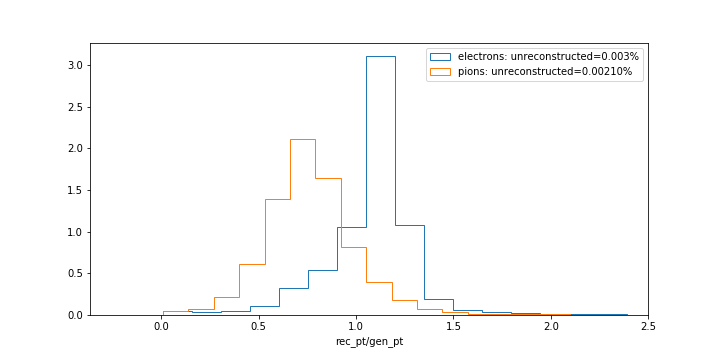 electrons: unreconstructed=0.003%
pions: unreconstructed=0.00210%
3.0
2.5
2.0
1.5
1.0
0.5
0.0
0.0 0.5 1.0 1.5 2.0 2.5
rec_pt/gen_pt